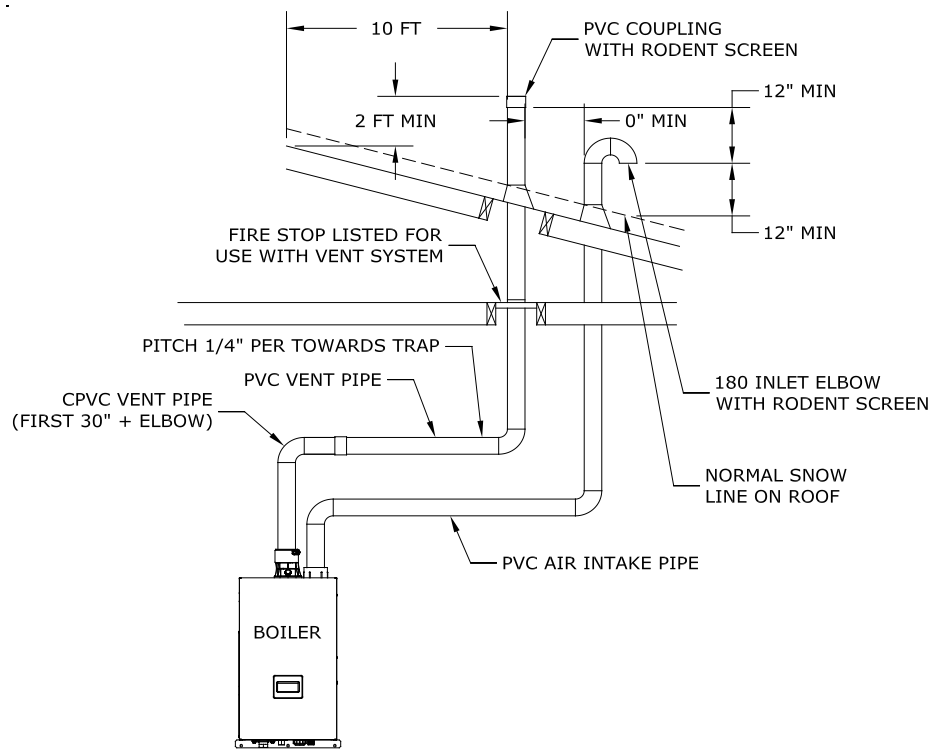 10 FT
PVC COUPLING
WITH RODENT SCREEN
12" MIN
2 FT MIN
0" MIN
12" MIN
FIRE STOP LISTED FOR
USE WITH VENT SYSTEM
PITCH 1/4" PER TOWARDS TRAP
PVC VENT PIPE
CPVC VENT PIPE
(FIRST 30" + ELBOW)
180 INLET ELBOW
WITH RODENT SCREEN
NORMAL SNOW
LINE ON ROOF
PVC AIR INTAKE PIPE
BOILER